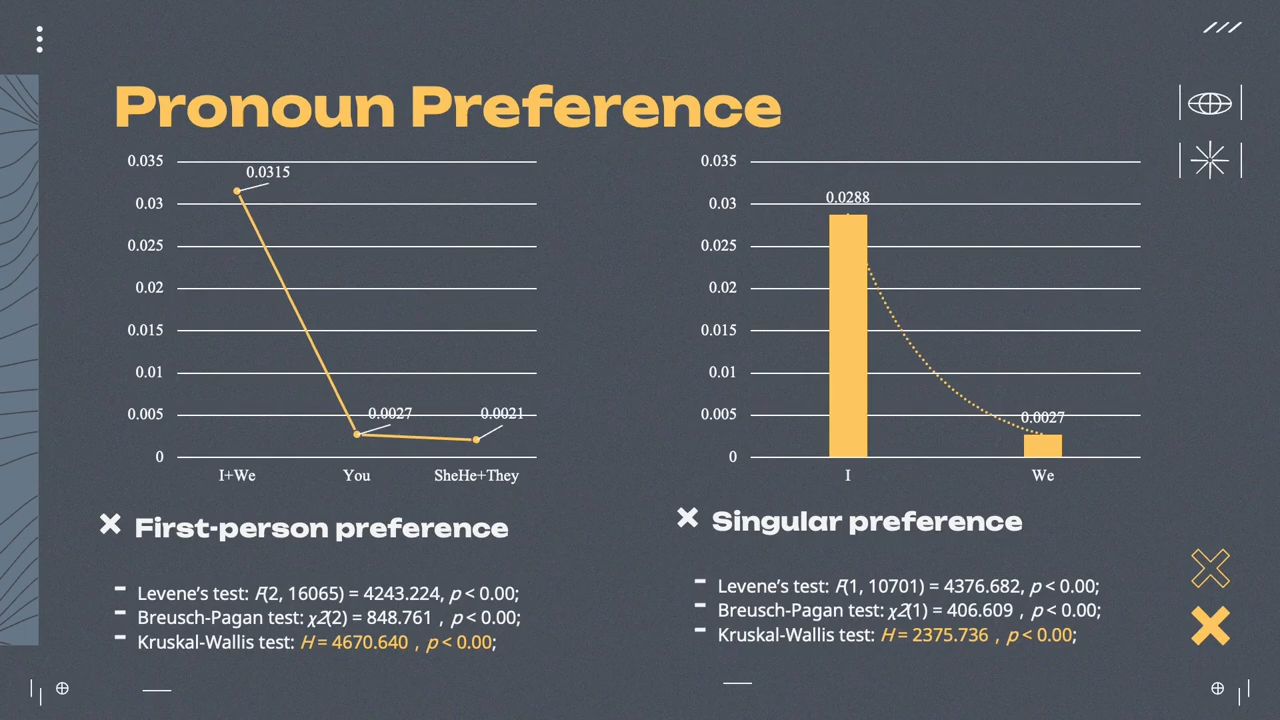 Pronoun Preference
0.035
0.03
0.025
0.02
0.015
0.01
0.005
0
0.0315
0.0027
0.0021
I+We
You
SheHe+They
First-person preference
- Levene's test: F(2, 16065) = 4243.224, p < 0.00;
- Breusch-Pagan test: χ2(2) = 848.761 , p < 0.00;
- Kruskal-Wallis test: H = 4670.640 , p < 0.00;
0.035
0.03
0.025
0.02
0.015
0.01
0.005
0
0.0288
0.0027
I
We
Singular preference
- Levene's test: F(1, 10701) = 4376.682, p < 0.00;
- Breusch-Pagan test: χ2(1) = 406.609 , p < 0.00;
- Kruskal-Wallis test: H = 2375.736 , p < 0.00;